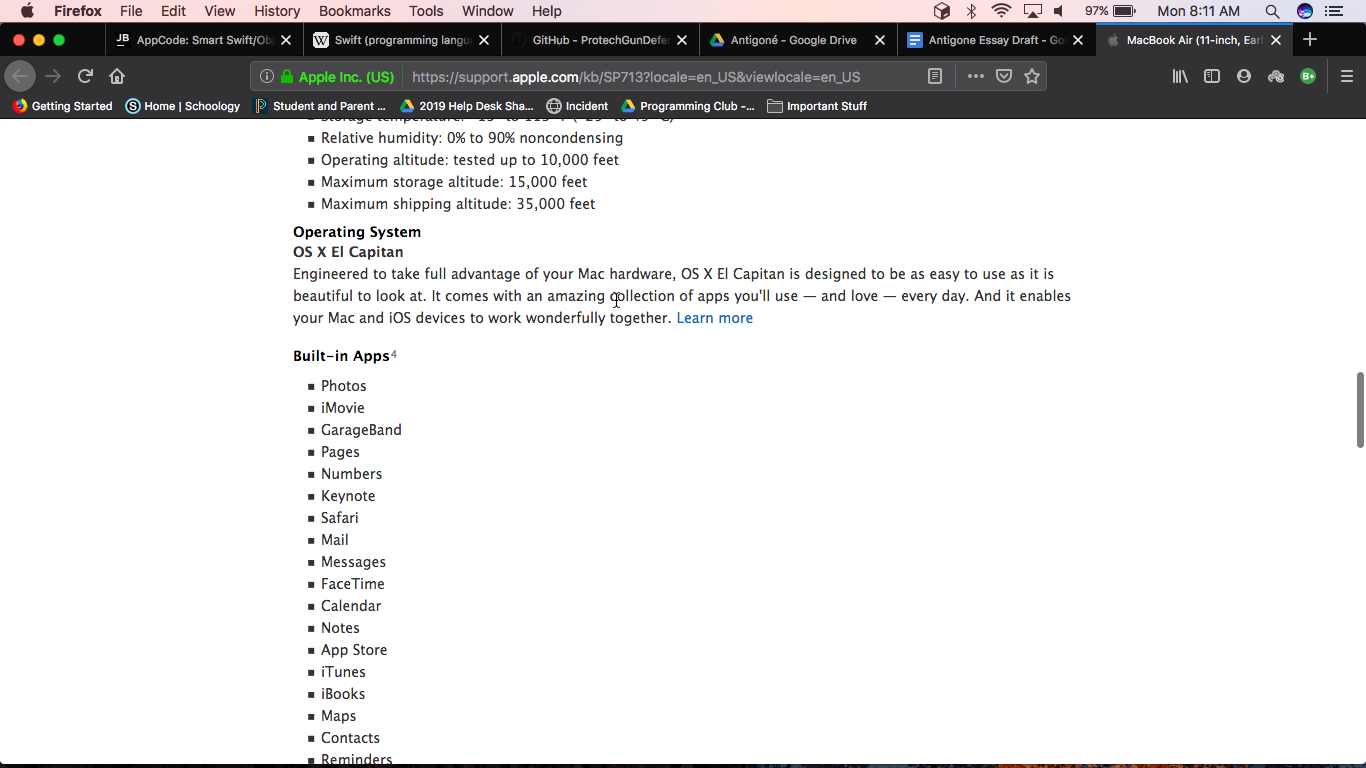 Firefox File Edit View History Bookmarks Tools Window Help 97% Mon 8:11 AM
JB AppCode: Smart Swift/Ob W Swift (programming langu GitHub - ProtechGunDefe Antigoné - Google Drive Antigone Essay Draft - Go MacBook Air (11-inch, Ear
Apple Inc. (US) https://support.apple.com/kb/SP713?locale=en_US&viewlocale=en_US B+
Getting Started S Home | Schoology Student and Parent ... 2019 Help Desk Sha... Incident Programming Club -... Important Stuff
Relative humidity: 0% to 90% noncondensing
Operating altitude: tested up to 10,000 feet
Maximum storage altitude: 15,000 feet
Maximum shipping altitude: 35,000 feet
Operating System
OS X El Capitan
Engineered to take full advantage of your Mac hardware, OS X El Capitan is designed to be as easy to use as it is
beautiful to look at. It comes with an amazing collection of apps you'll use — and love — every day. And it enables
your Mac and iOS devices to work wonderfully together. Learn more
Built-in Apps4
Photos
iMovie
GarageBand
Pages
Numbers
Keynote
Safari
Mail
Messages
FaceTime
Calendar
Notes
App Store
iTunes
iBooks
Maps
Contacts
Reminders